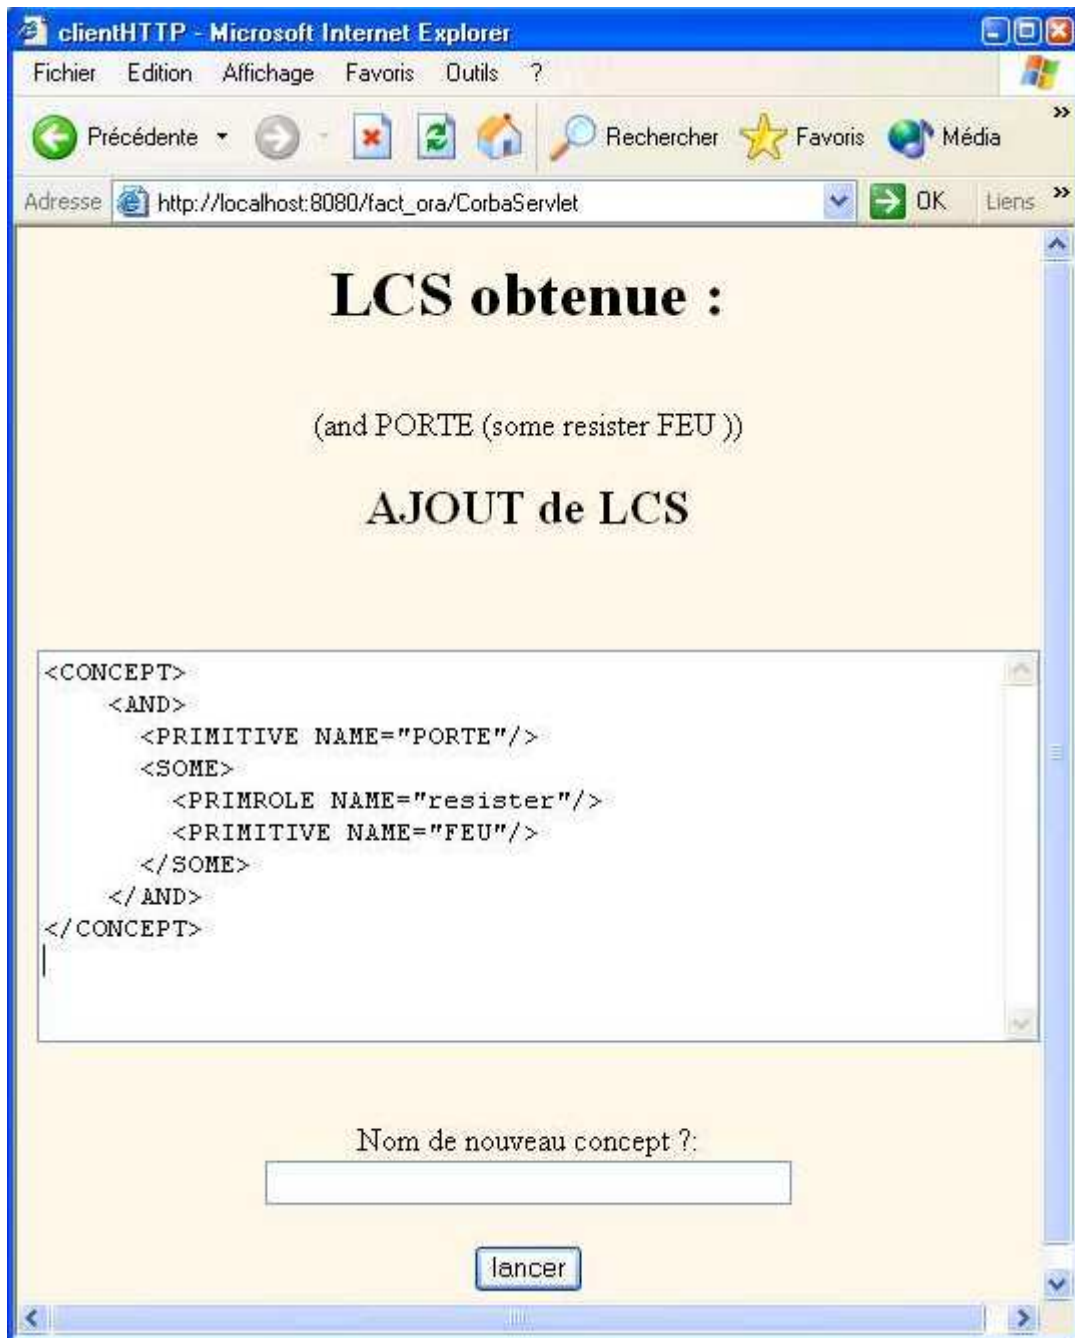 clientHTTP - Microsoft Internet Explorer
Fichier Edition Affichage Favoris Outils ?
Précédente Rechercher Favoris Média »
Adresse http://localhost:8080/fact_ora/CorbaServlet OK Liens »
LCS obtenue :
(and PORTE (some resister FEU ))
AJOUT de LCS
<CONCEPT>
<AND>
<PRIMITIVE NAME="PORTE"/>
<SOME>
<PRIMROLE NAME="resister"/>
<PRIMITIVE NAME="FEU"/>
</SOME>
</AND>
</CONCEPT>
Nom de nouveau concept ?:
lancer